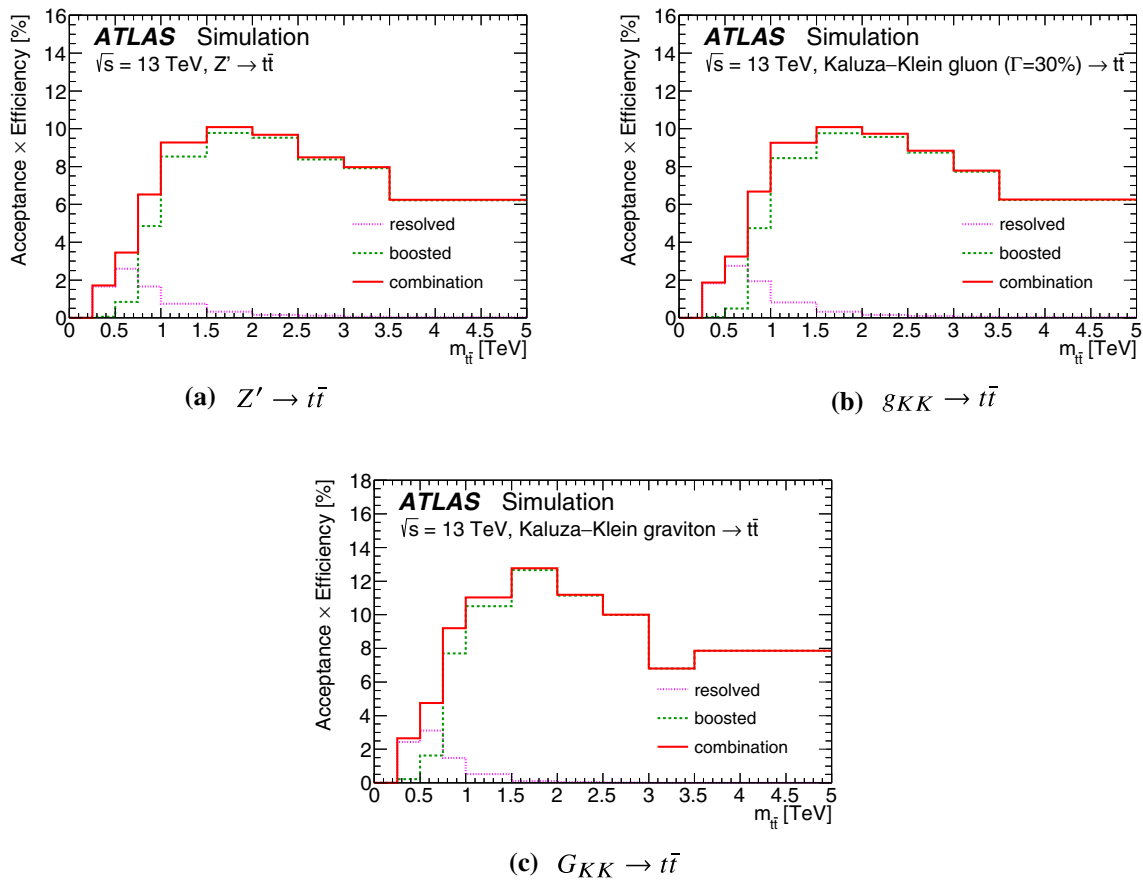 Acceptance × Efficiency [%]
16
14
12
10
8
6
4
2
0
ATLAS Simulation
√s = 13 TeV, Z' → tt̄
resolved
boosted
combination
0 0.5 1 1.5 2 2.5 3 3.5 4 4.5 5
m_tt̄ [TeV]
(a) Z′ → tt̄
Acceptance × Efficiency [%]
16
14
12
10
8
6
4
2
0
ATLAS Simulation
√s = 13 TeV, Kaluza–Klein gluon (Γ=30%) → tt̄
resolved
boosted
combination
0 0.5 1 1.5 2 2.5 3 3.5 4 4.5 5
m_tt̄ [TeV]
(b) g_KK → tt̄
Acceptance × Efficiency [%]
18
16
14
12
10
8
6
4
2
0
ATLAS Simulation
√s = 13 TeV, Kaluza–Klein graviton → tt̄
resolved
boosted
combination
0 0.5 1 1.5 2 2.5 3 3.5 4 4.5 5
m_tt̄ [TeV]
(c) G_KK → tt̄